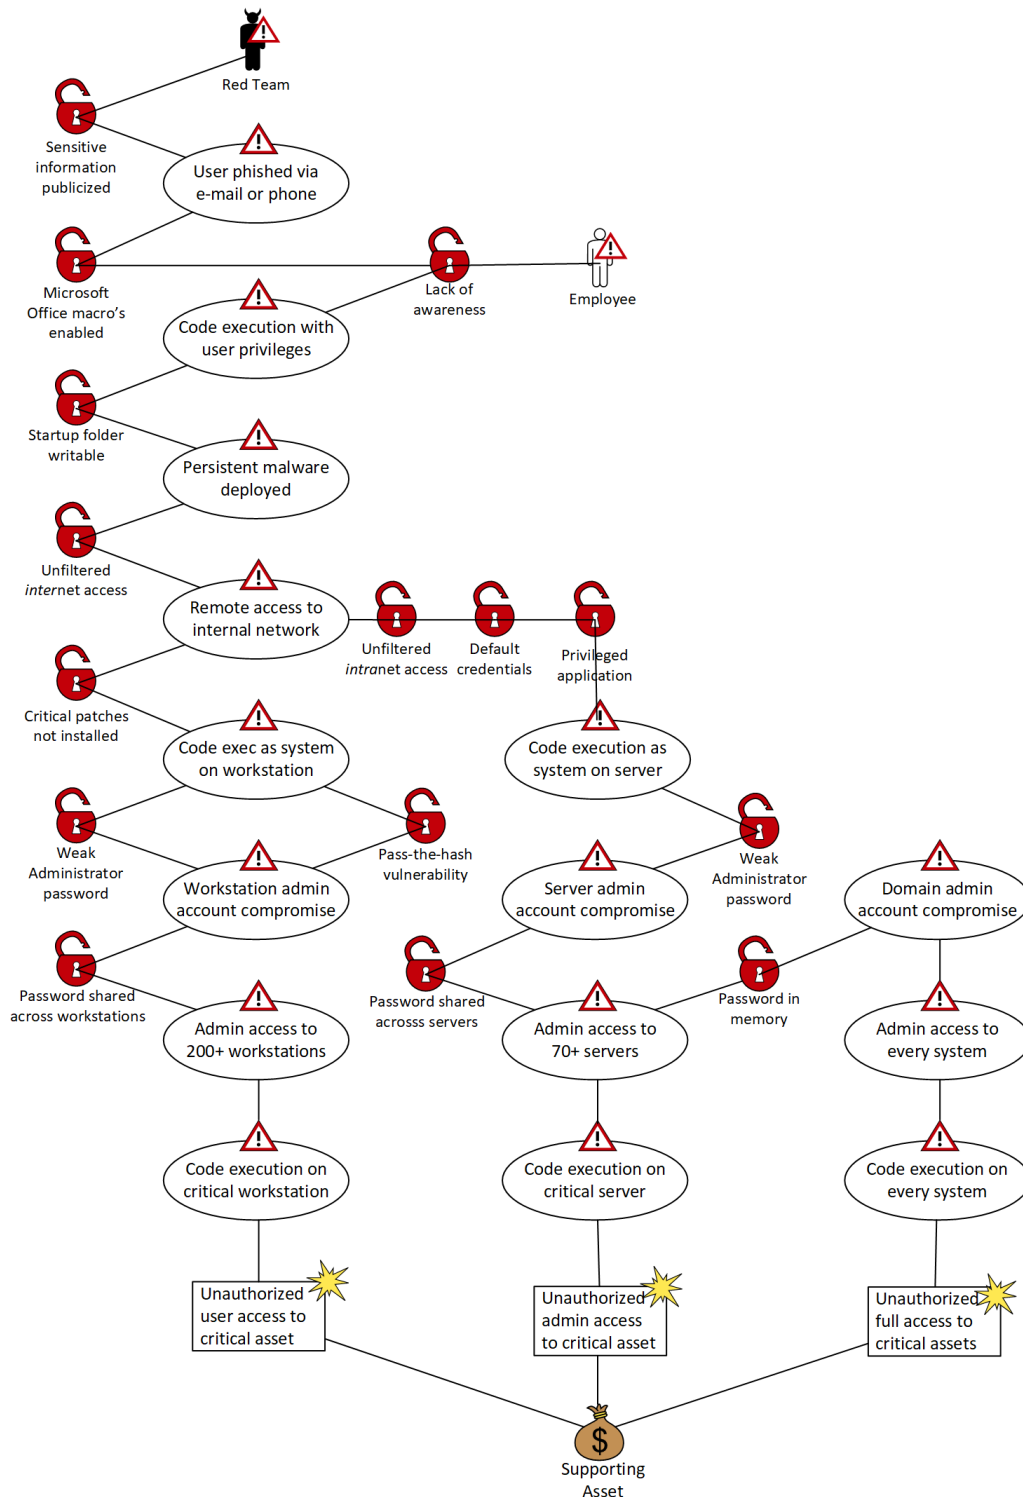 Red Team
Sensitive
information
publicized
User phished via
e-mail or phone
Microsoft
Office macro's
enabled
Lack of
awareness
Employee
Code execution with
user privileges
Startup folder
writable
Persistent malware
deployed
Unfiltered
internet access
Remote access to
internal network
Unfiltered
intranet access
Default
credentials
Privileged
application
Critical patches
not installed
Code exec as system
on workstation
Code execution as
system on server
Weak
Administrator
password
Pass-the-hash
vulnerability
Weak
Administrator
password
Workstation admin
account compromise
Server admin
account compromise
Domain admin
account compromise
Password shared
across workstations
Password shared
acrosss servers
Password in
memory
Admin access to
200+ workstations
Admin access to
70+ servers
Admin access to
every system
Code execution on
critical workstation
Code execution on
critical server
Code execution on
every system
Unauthorized
user access to
critical asset
Unauthorized
admin access
to critical asset
Unauthorized
full access to
critical assets
$
Supporting
Asset